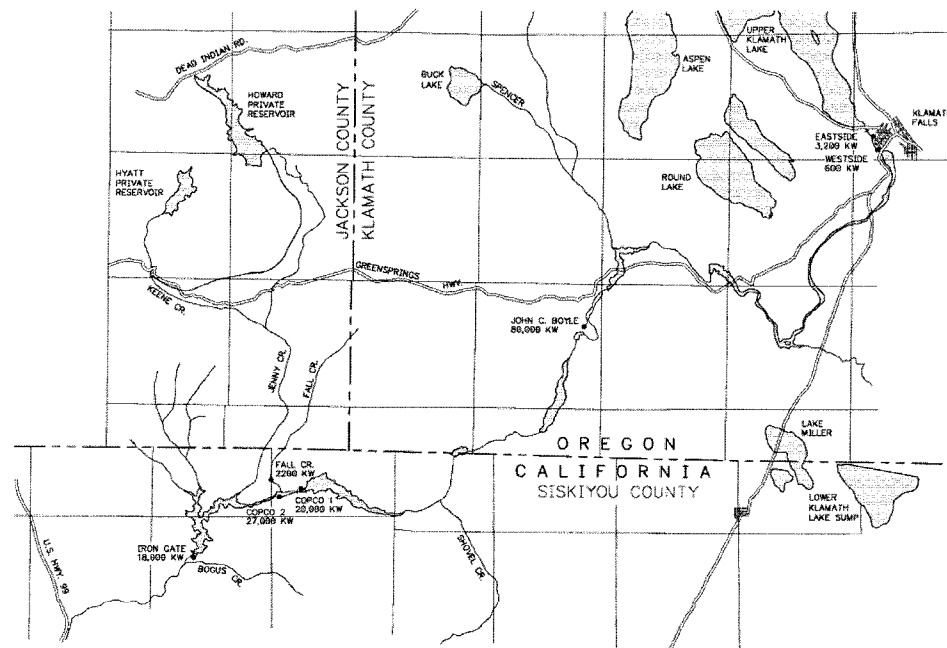 DEAD INDIAN RD.
HOWARD
PRIVATE
RESERVOIR
HYATT
PRIVATE
RESERVOIR
JACKSON COUNTY
KLAMATH COUNTY
BUCK
LAKE
SPENCER
ASPEN
LAKE
UPPER
KLAMATH
LAKE
KLAMAT
FALLS
EASTSIDE
3,200 KW
WESTSIDE
600 KW
ROUND
LAKE
GREENSPRINGS
HWY.
KEENE CR.
JOHN C. BOYLE
80,000 KW
JENNY CR.
FALL CR.
LAKE
MILLER
OREGON
CALIFORNIA
SISKIYOU COUNTY
LOWER
KLAMATH
LAKE SUMP
FALL CR.
2200 KW
COPCO 1
20,000 KW
COPCO 2
27,000 KW
IRON GATE
18,000 KW
BOGUS CR.
SHOVEL CR.
U.S. HWY. 99